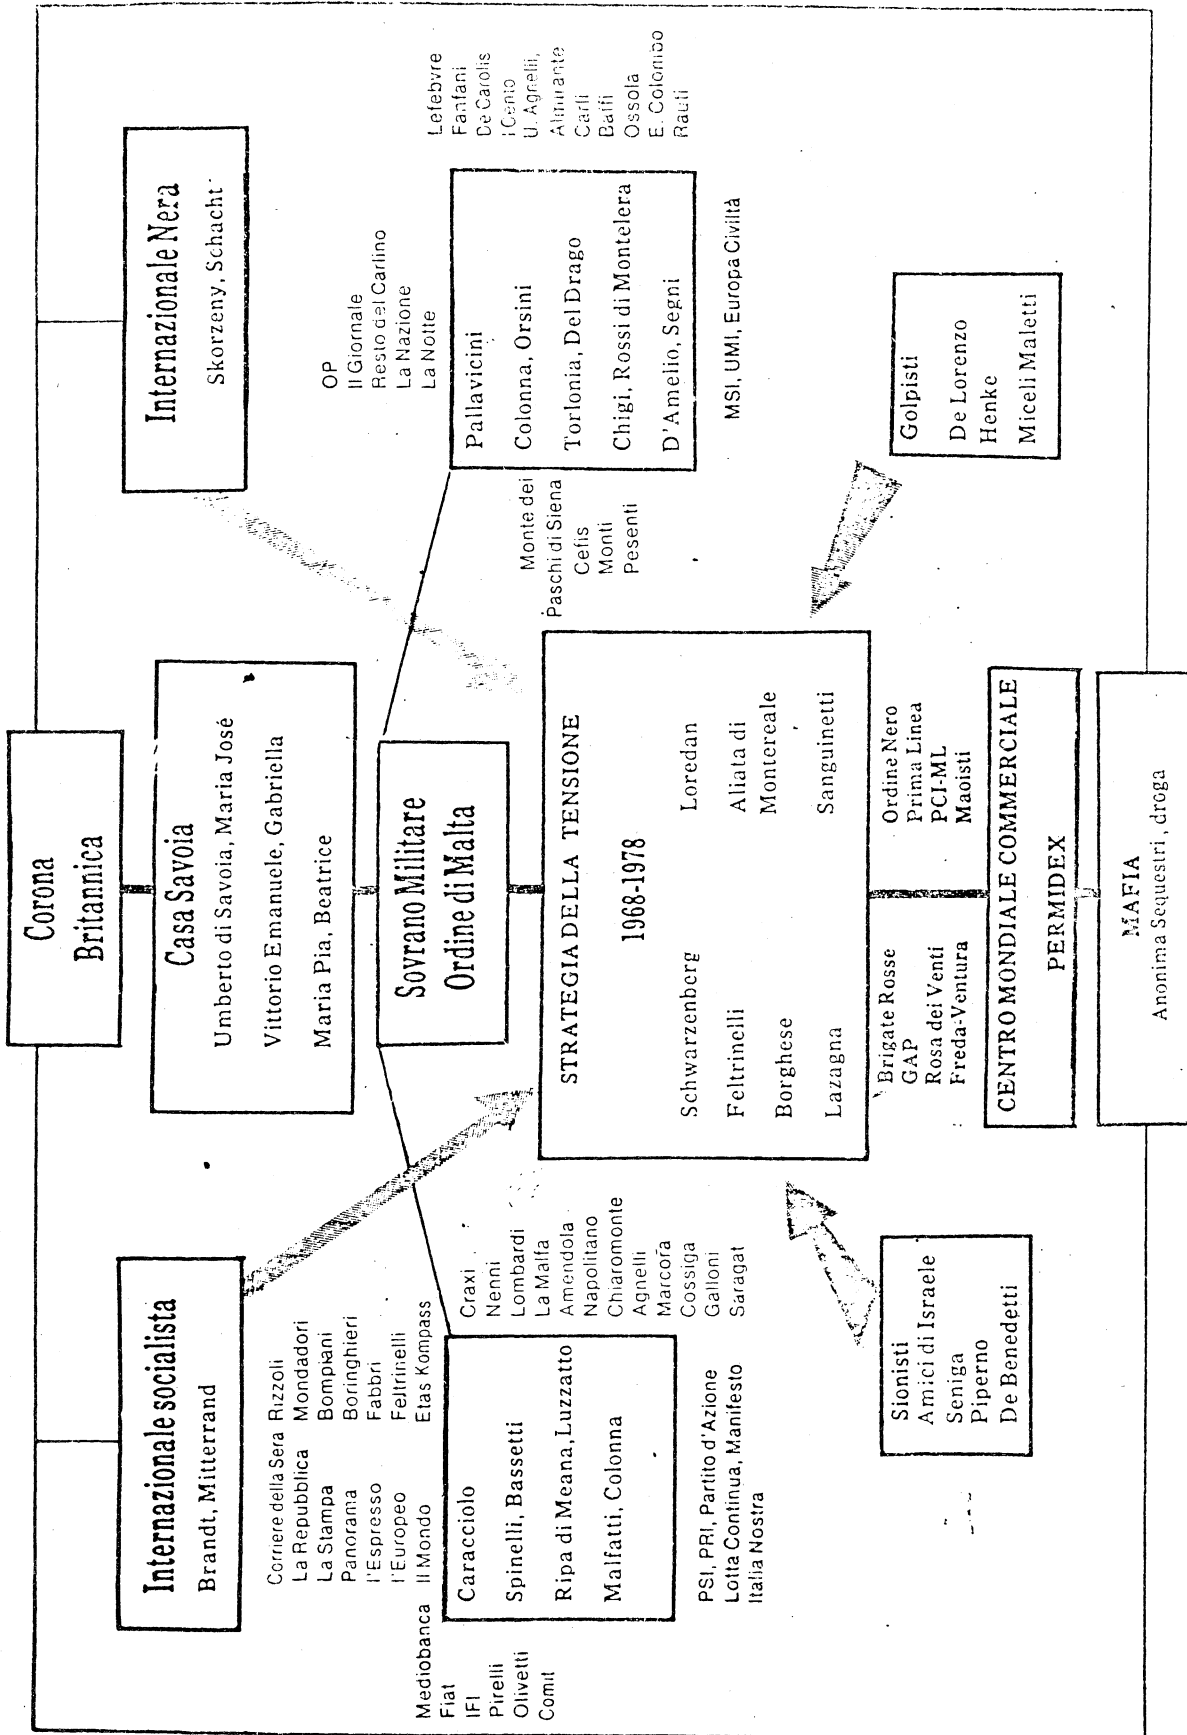 Corona
Britannica
Internazionale socialista
Brandt, Mitterrand
Casa Savoia
Umberto di Savoia, Maria José
Vittorio Emanuele, Gabriella
Maria Pia, Beatrice
Internazionale Nera
Skorzeny, Schacht
Corriere della Sera
La Repubblica
La Stampa
Panorama
l'Espresso
l'Europeo
Il Mondo
Rizzoli
Mondadori
Bompiani
Boringhieri
Fabbri
Feltrinelli
Etas Kompass
OP
Il Giornale
Resto del Carlino
La Nazione
La Notte
Sovrano Militare
Ordine di Malta
Mediobanca
Fiat
IFI
Pirelli
Olivetti
Comit
Caracciolo
Spinelli, Bassetti
Ripa di Meana, Luzzatto
Malfatti, Colonna
Craxi
Nenni
Lombardi
La Malfa
Amendola
Napolitano
Chiaromonte
Agnelli
Marcora
Cossiga
Galloni
Saragat
PSI, PRI, Partito d'Azione
Lotta Continua, Manifesto
Italia Nostra
Monte dei
Paschi di Siena
Cefis
Monti
Pesenti
Pallavicini
Colonna, Orsini
Torlonia, Del Drago
Chigi, Rossi di Montelera
D'Amelio, Segni
Lefebvre
Fanfani
De Carolis
U. Agnelli,
Almirante
Carli
Baffi
Ossola
E. Colombo
Rauti
MSI, UMI, Europa Civiltà
STRATEGIA DELLA TENSIONE
1968-1978
Schwarzenberg
Feltrinelli
Borghese
Lazagna
Loredan
Aliata di
Montereale
Sanguinetti
Sionisti
Amici di Israele
Seniga
Piperno
De Benedetti
Brigate Rosse
GAP
Rosa dei Venti
Freda-Ventura
Ordine Nero
Prima Linea
PCI-ML
Maoisti
Golpisti
De Lorenzo
Henke
Miceli Maletti
CENTRO MONDIALE COMMERCIALE
PERMIDEX
MAFIA
Anonima Sequestri, droga